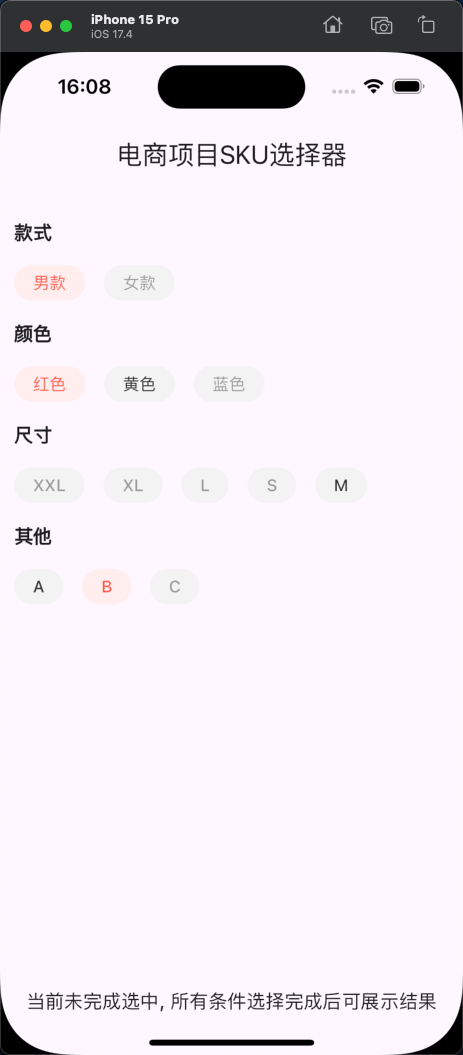 iPhone 15 Pro
iOS 17.4
16:08
电商项目SKU选择器
款式
男款 女款
颜色
红色 黄色 蓝色
尺寸
XXL XL L S M
其他
A B C
当前未完成选中, 所有条件选择完成后可展示结果